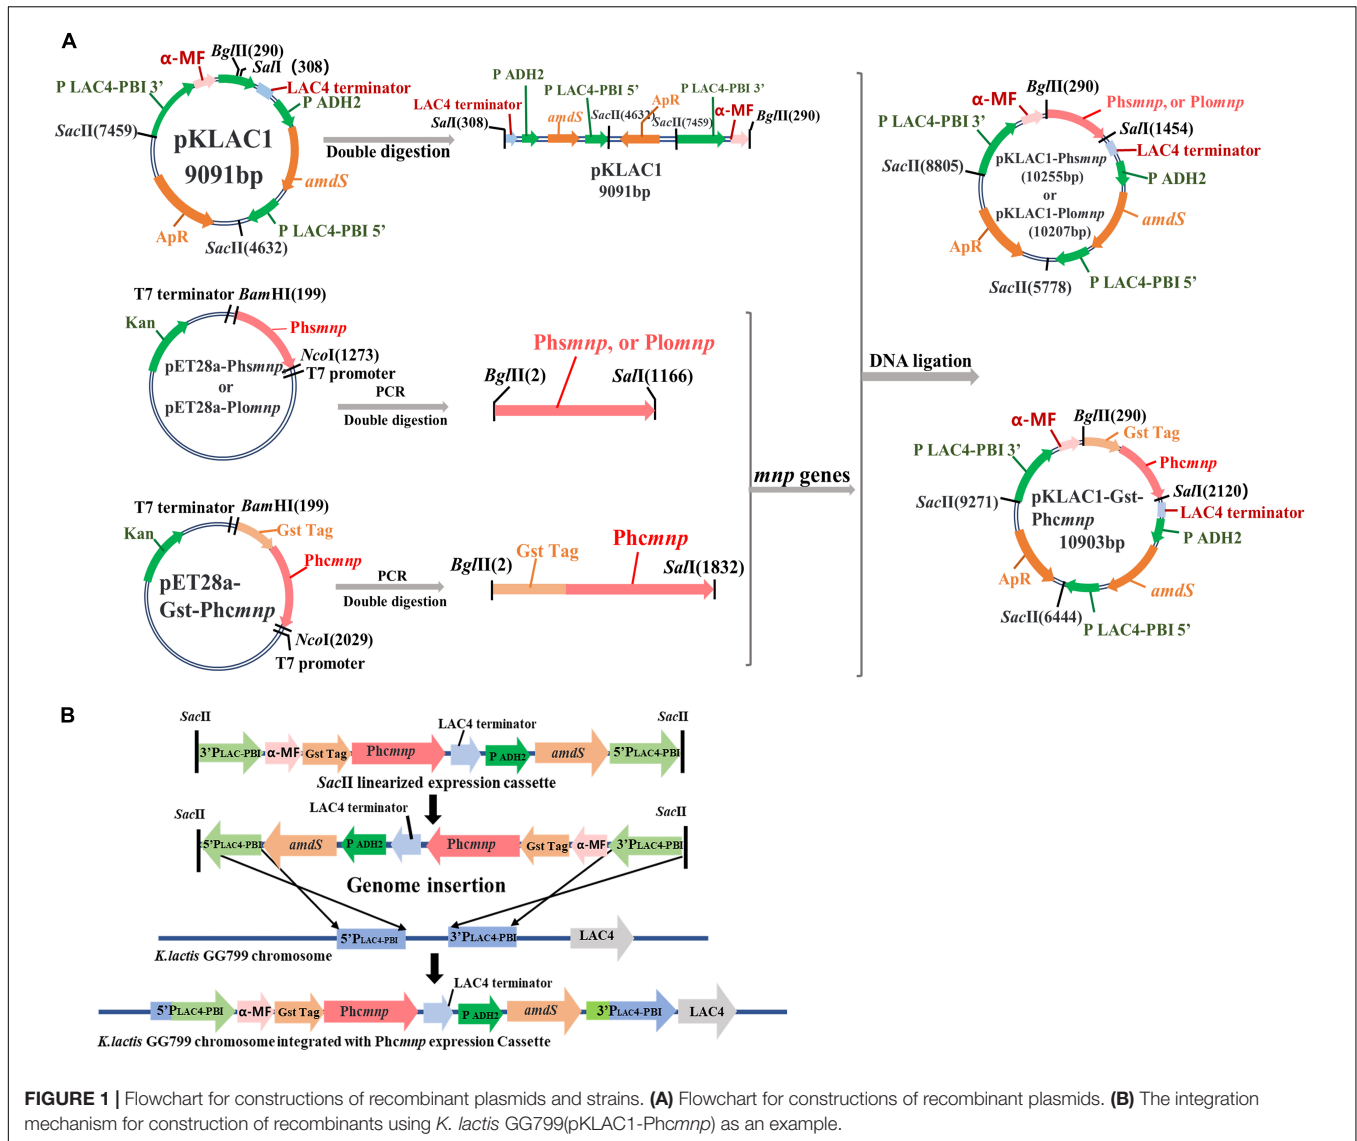 A
α-MF
BglII(290)
SalI (308)
P LAC4-PBI 3’
LAC4 terminator
P ADH2
SacII(7459)
pKLAC1
9091bp
amdS
ApR
P LAC4-PBI 5’
SacII(4632)
Double digestion
P ADH2
LAC4 terminator
SalI(308)
amdS
P LAC4-PBI 5’
SacII(4632)
ApR
SacII(7459)
P LAC4-PBI 3’
α-MF
BglII(290)
pKLAC1
9091bp
T7 terminator
BamHI(199)
Kan
Phsmnp
pET28a-Phsmnp
or
pET28a-Plomnp
NcoI(1273)
T7 promoter
PCR
Double digestion
Phsmnp, or Plomnp
BglII(2)
SalI(1166)
T7 terminator
BamHI(199)
Kan
Gst Tag
Phcmnp
pET28a-
Gst-Phcmnp
NcoI(2029)
T7 promoter
PCR
Double digestion
BglII(2)
Gst Tag
Phcmnp
SalI(1832)
mnp genes
DNA ligation
BglII(290)
α-MF
Phsmnp, or Plomnp
P LAC4-PBI 3’
SalI(1454)
LAC4 terminator
SacII(8805)
pKLAC1-Phsmnp
(10255bp)
or
pKLAC1-Plomnp
(10207bp)
P ADH2
amdS
ApR
P LAC4-PBI 5’
SacII(5778)
BglII(290)
α-MF
Gst Tag
P LAC4-PBI 3’
Phcmnp
SacII(9271)
SalI(2120)
pKLAC1-Gst-
Phcmnp
10903bp
LAC4 terminator
P ADH2
ApR
amdS
SacII(6444)
P LAC4-PBI 5’
B
SacII
LAC4 terminator
SacII
3’PLAC-PBI
α-MF
Gst Tag
Phcmnp
P ADH2
amdS
5’PLAC4-PBI
SacII linearized expression cassette
SacII
LAC4 terminator
SacII
5’PLAC4-PBI
amdS
P ADH2
Phcmnp
Gst Tag
α-MF
3’PLAC4-PBI
Genome insertion
5’PLAC4-PBI
3’PLAC4-PBI
LAC4
K.lactis GG799 chromosome
LAC4 terminator
5’PLAC4-PBI
α-MF
Gst Tag
Phcmnp
P ADH2
amdS
3’PLAC4-PBI
LAC4
K.lactis GG799 chromosome integrated with Phcmnp expression Cassette
FIGURE 1 | Flowchart for constructions of recombinant plasmids and strains. (A) Flowchart for constructions of recombinant plasmids. (B) The integration
mechanism for construction of recombinants using K. lactis GG799(pKLAC1-Phcmnp) as an example.